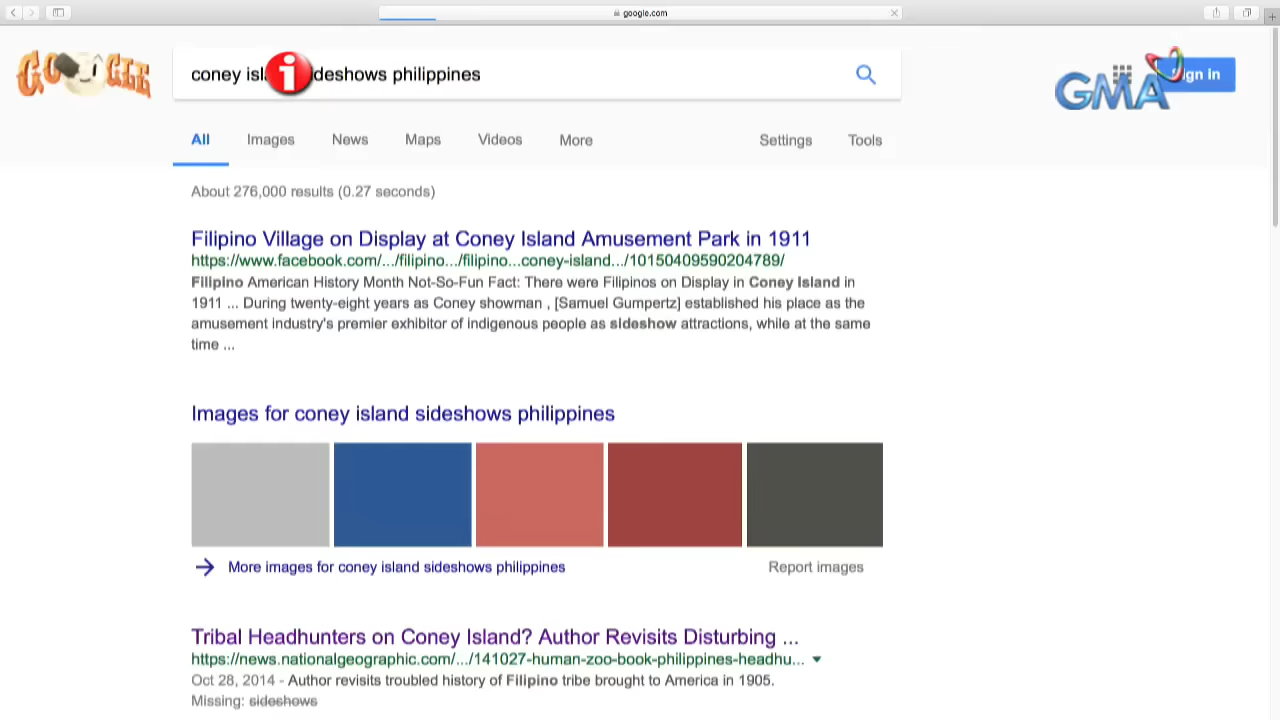 google.com
GOOGLE
coney isl deshows philippines
GMA
ign in
All Images News Maps Videos More Settings Tools
About 276,000 results (0.27 seconds)
Filipino Village on Display at Coney Island Amusement Park in 1911
https://www.facebook.com/.../filipino.../filipino...coney-island.../10150409590204789/
Filipino American History Month Not-So-Fun Fact: There were Filipinos on Display in Coney Island in
1911 ... During twenty-eight years as Coney showman , [Samuel Gumpertz] established his place as the
amusement industry's premier exhibitor of indigenous people as sideshow attractions, while at the same
time ...
Images for coney island sideshows philippines
More images for coney island sideshows philippines
Report images
Tribal Headhunters on Coney Island? Author Revisits Disturbing ...
https://news.nationalgeographic.com/.../141027-human-zoo-book-philippines-headhu...
Oct 28, 2014 - Author revisits troubled history of Filipino tribe brought to America in 1905.
Missing: sideshows